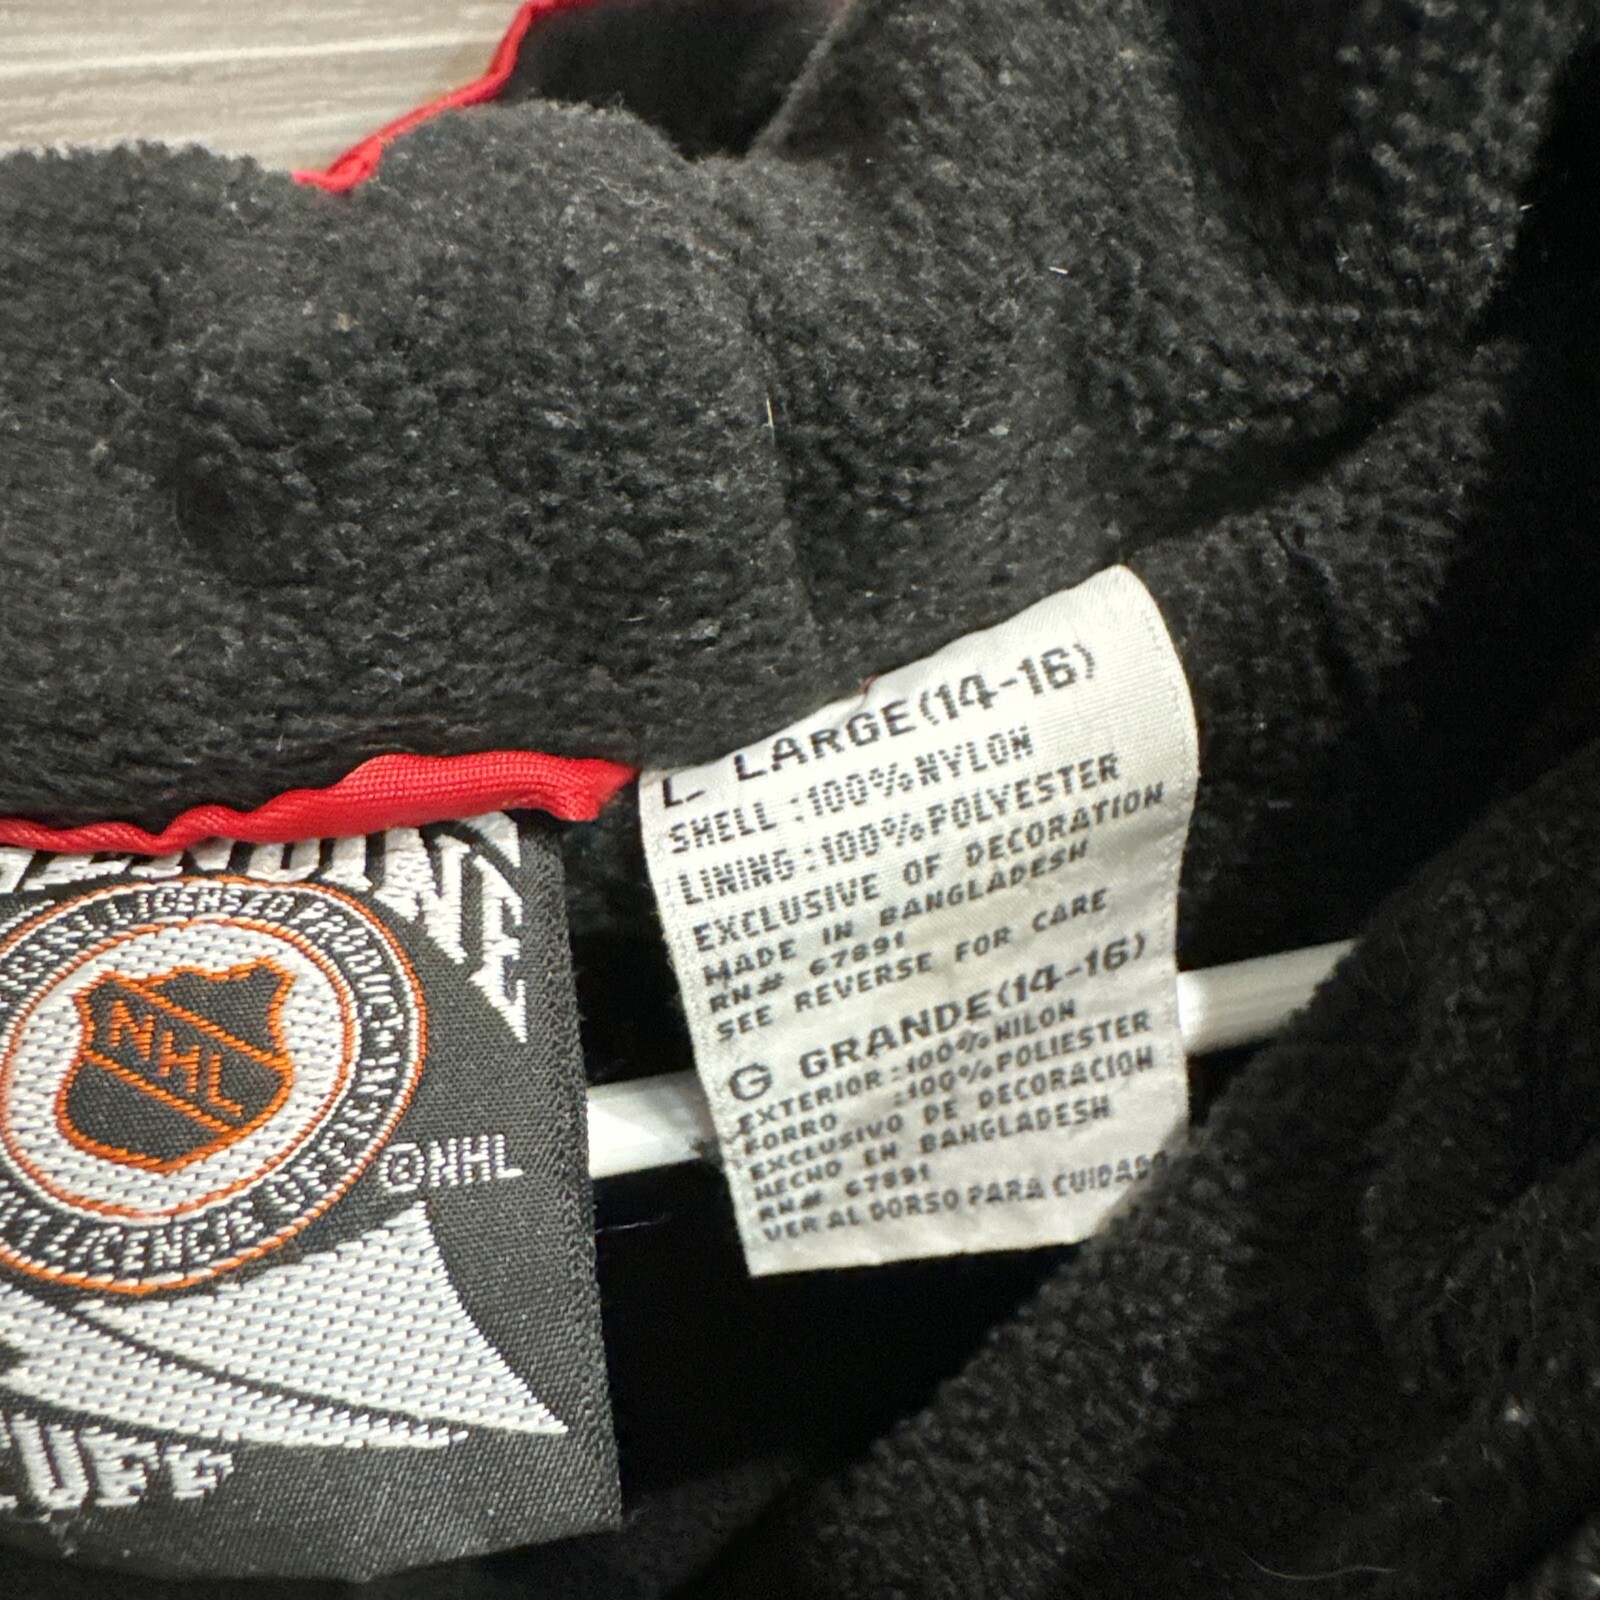 GENUINE
NHL
©NHL
TUFF
L LARGE(14-16)
SHELL :100%NYLON
LINING :100%POLYESTER
EXCLUSIVE OF DECORATION
MADE IN BANGLADESH
RN# 67891
SEE REVERSE FOR CARE
G GRANDE(14-16)
EXTERIOR :100%NILON
FORRO :100%POLIESTER
EXCLUSIVO DE DECORACION
HECHO EN BANGLADESH
RN# 67891
VER AL DORSO PARA CUIDADO